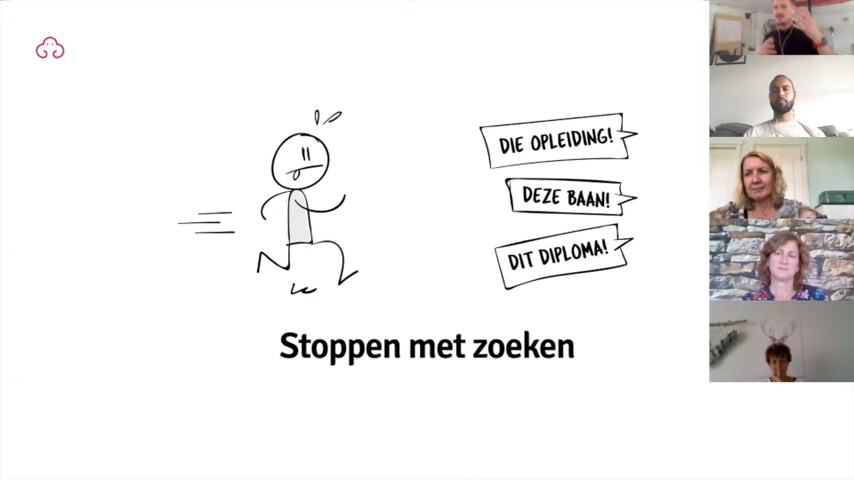 DIE OPLEIDING!
DEZE BAAN!
DIT DIPLOMA!
Stoppen met zoeken